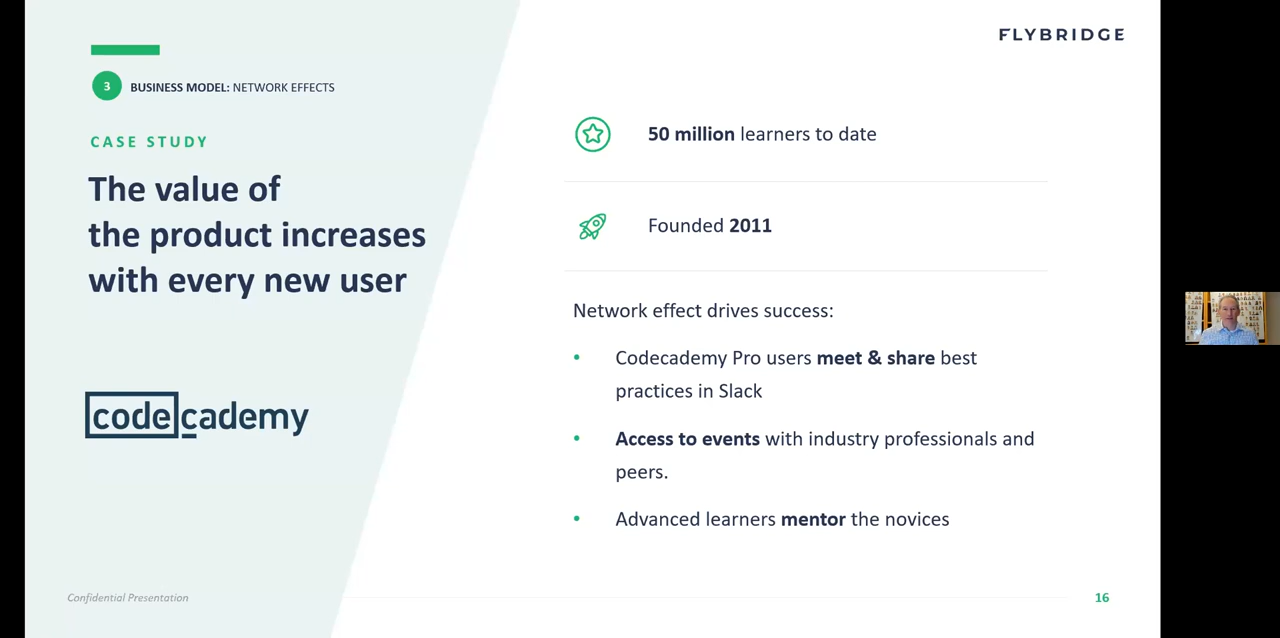 FLYBRIDGE
3
BUSINESS MODEL: NETWORK EFFECTS
CASE STUDY
The value of
the product increases
with every new user
codecademy
50 million learners to date
Founded 2011
Network effect drives success:
• Codecademy Pro users meet & share best
practices in Slack
• Access to events with industry professionals and
peers.
• Advanced learners mentor the novices
Confidential Presentation
16